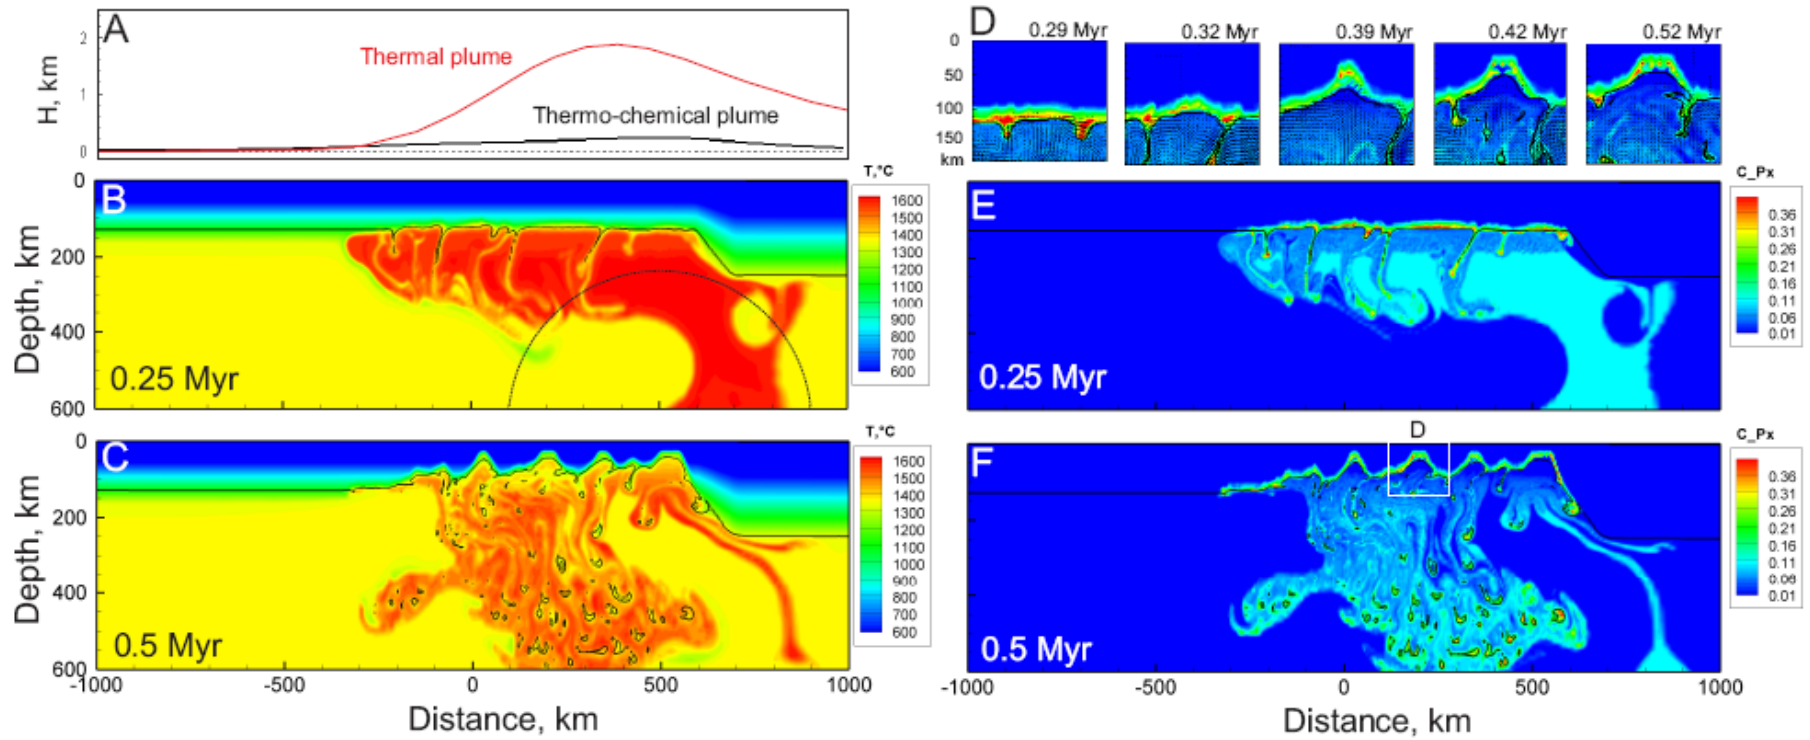 A
H, km
2
1
0
Thermal plume
Thermo-chemical plume
D
0.29 Myr
0.32 Myr
0.39 Myr
0.42 Myr
0.52 Myr
0
50
100
150
km
B
Depth, km
0
200
400
600
0.25 Myr
T,°C
1600
1500
1400
1300
1200
1100
1000
900
800
700
600
E
0.25 Myr
-500
0
500
1000
C_Px
0.36
0.31
0.26
0.21
0.16
0.11
0.06
0.01
C
Depth, km
0
200
400
600
0.5 Myr
-1000
-500
0
500
1000
Distance, km
T,°C
1600
1500
1400
1300
1200
1100
1000
900
800
700
600
D
F
0.5 Myr
-1000
-500
0
500
1000
Distance, km
C_Px
0.36
0.31
0.26
0.21
0.16
0.11
0.06
0.01